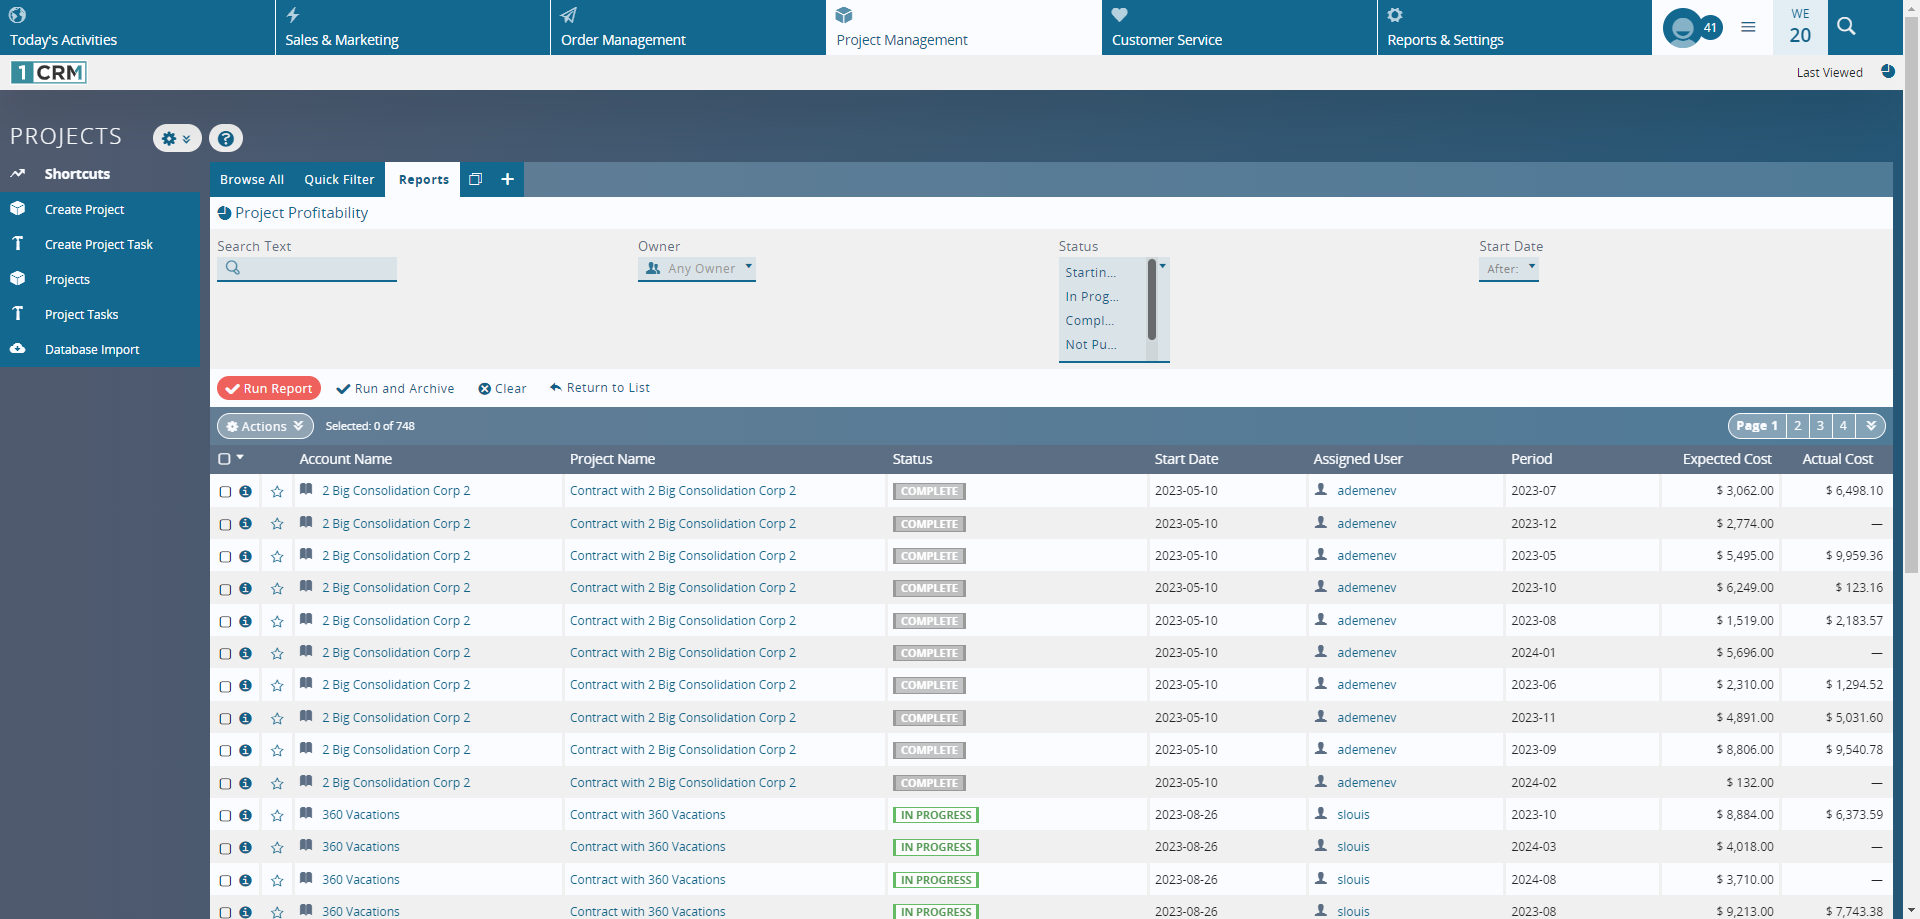 Today's Activities Sales & Marketing Order Management Project Management Customer Service Reports & Settings 41 WE 20
1 CRM Last Viewed
PROJECTS
Shortcuts
Create Project
Create Project Task
Projects
Project Tasks
Database Import
Browse All Quick Filter Reports
Project Profitability
Search Text Owner Status Start Date
Any Owner After:
Startin...
In Prog...
Compl...
Not Pu...
Run Report Run and Archive Clear Return to List
Actions Selected: 0 of 748 Page 1 2 3 4
Account Name Project Name Status Start Date Assigned User Period Expected Cost Actual Cost
2 Big Consolidation Corp 2 Contract with 2 Big Consolidation Corp 2 COMPLETE 2023-05-10 ademenev 2023-07 $ 3,062.00 $ 6,498.10
2 Big Consolidation Corp 2 Contract with 2 Big Consolidation Corp 2 COMPLETE 2023-05-10 ademenev 2023-12 $ 2,774.00 —
2 Big Consolidation Corp 2 Contract with 2 Big Consolidation Corp 2 COMPLETE 2023-05-10 ademenev 2023-05 $ 5,495.00 $ 9,959.36
2 Big Consolidation Corp 2 Contract with 2 Big Consolidation Corp 2 COMPLETE 2023-05-10 ademenev 2023-10 $ 6,249.00 $ 123.16
2 Big Consolidation Corp 2 Contract with 2 Big Consolidation Corp 2 COMPLETE 2023-05-10 ademenev 2023-08 $ 1,519.00 $ 2,183.57
2 Big Consolidation Corp 2 Contract with 2 Big Consolidation Corp 2 COMPLETE 2023-05-10 ademenev 2024-01 $ 5,696.00 —
2 Big Consolidation Corp 2 Contract with 2 Big Consolidation Corp 2 COMPLETE 2023-05-10 ademenev 2023-06 $ 2,310.00 $ 1,294.52
2 Big Consolidation Corp 2 Contract with 2 Big Consolidation Corp 2 COMPLETE 2023-05-10 ademenev 2023-11 $ 4,891.00 $ 5,031.60
2 Big Consolidation Corp 2 Contract with 2 Big Consolidation Corp 2 COMPLETE 2023-05-10 ademenev 2023-09 $ 8,806.00 $ 9,540.78
2 Big Consolidation Corp 2 Contract with 2 Big Consolidation Corp 2 COMPLETE 2023-05-10 ademenev 2024-02 $ 132.00 —
360 Vacations Contract with 360 Vacations IN PROGRESS 2023-08-26 slouis 2023-10 $ 8,884.00 $ 6,373.59
360 Vacations Contract with 360 Vacations IN PROGRESS 2023-08-26 slouis 2024-03 $ 4,018.00 —
360 Vacations Contract with 360 Vacations IN PROGRESS 2023-08-26 slouis 2024-08 $ 3,710.00 —
360 Vacations Contract with 360 Vacations IN PROGRESS 2023-08-26 slouis 2023-08 $ 9,213.00 $ 7,743.38